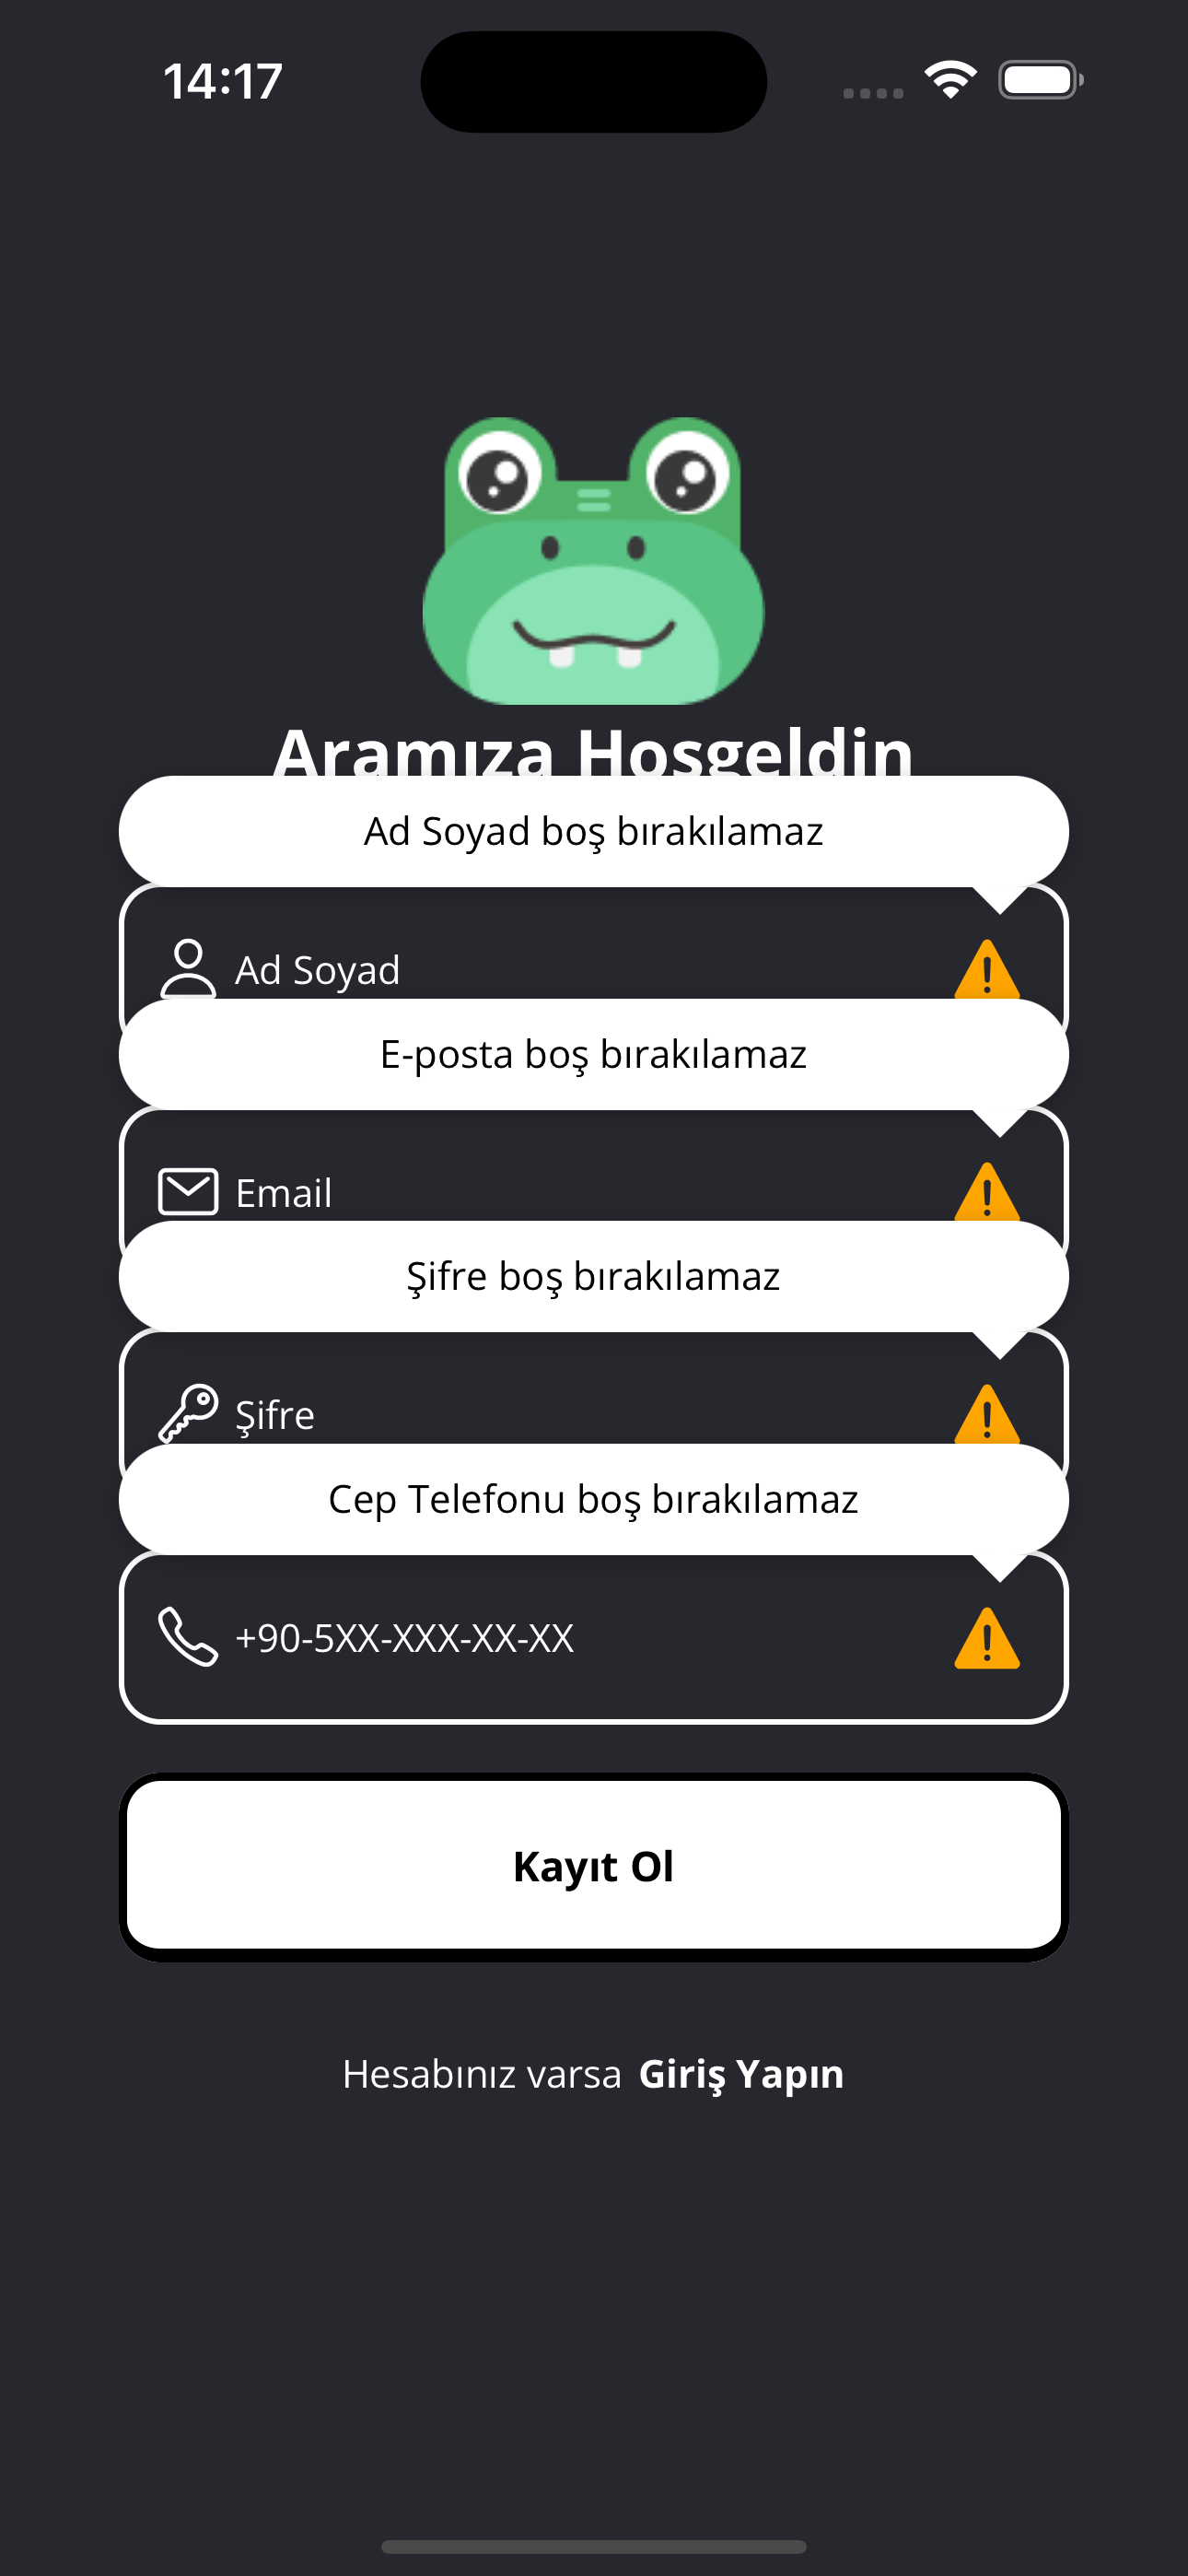 14:17
Aramıza Hoşgeldin
Ad Soyad boş bırakılamaz
Ad Soyad
E-posta boş bırakılamaz
Email
Şifre boş bırakılamaz
Şifre
Cep Telefonu boş bırakılamaz
+90-5XX-XXX-XX-XX
Kayıt Ol
Hesabınız varsa Giriş Yapın